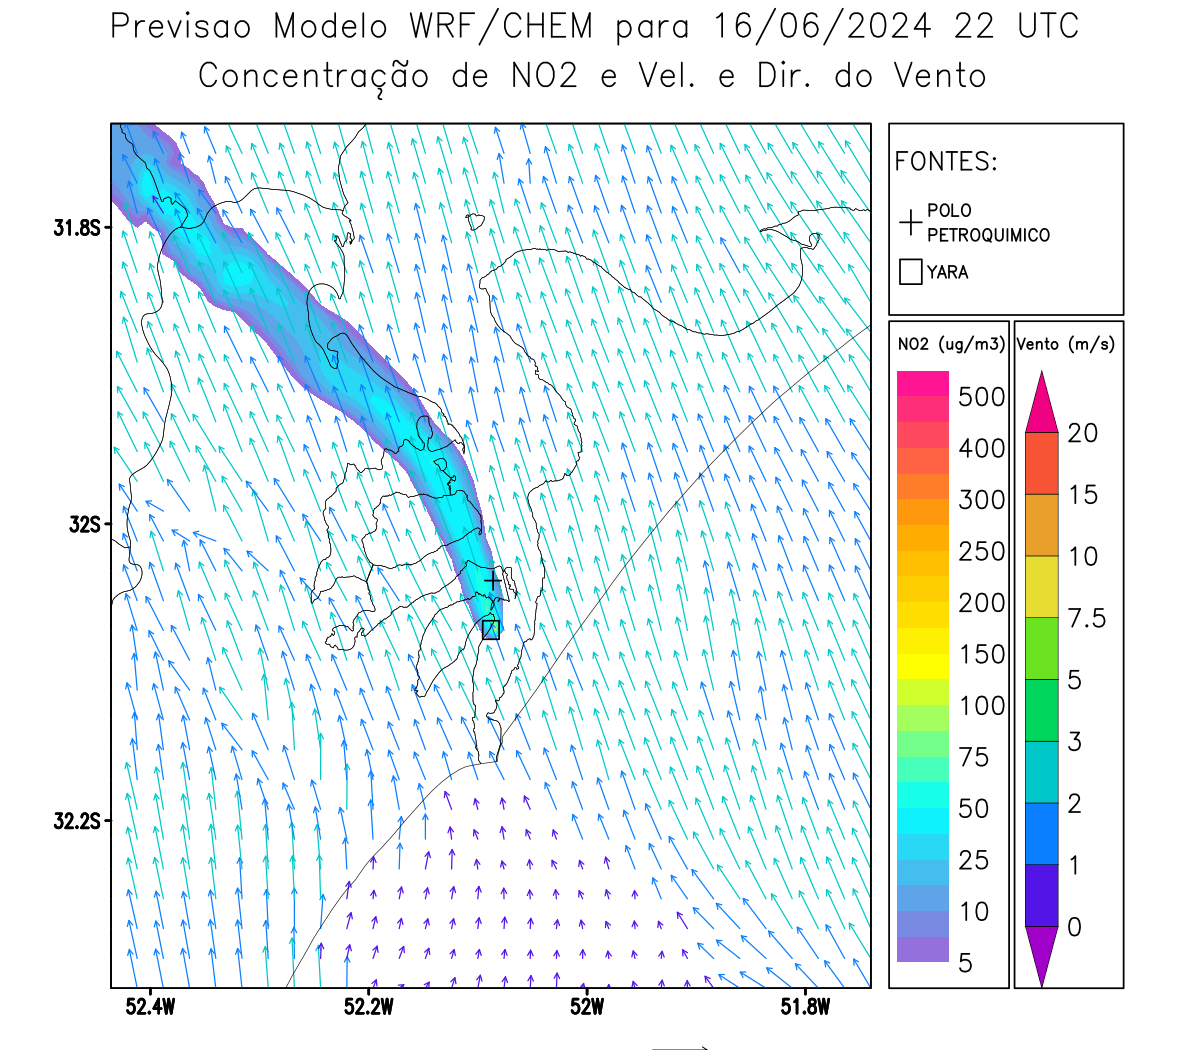 Previsao Modelo WRF/CHEM para 16/06/2024 22 UTC
Concentração de NO2 e Vel. e Dir. do Vento
FONTES:
POLO
PETROQUIMICO
YARA
NO2 (ug/m3)
500
400
300
250
200
150
100
75
50
25
10
5
Vento (m/s)
20
15
10
7.5
5
3
2
1
0
31.8S
32S
32.2S
52.4W
52.2W
52W
51.8W